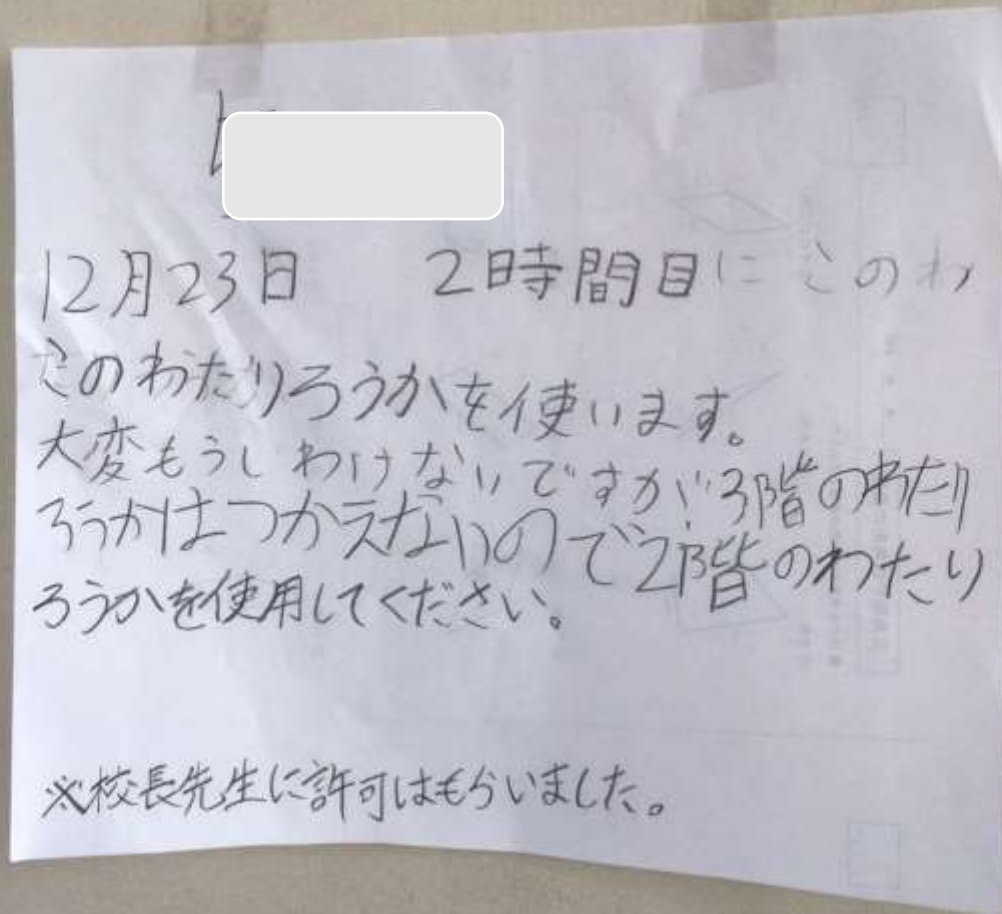 12月23日　2時間目に このわ
このわたりろうかを使います。
大変もうしわけないですが3階のわたり
ろうかはつかえないので2階のわたり
ろうかを使用してください。
※校長先生に許可はもらいました。